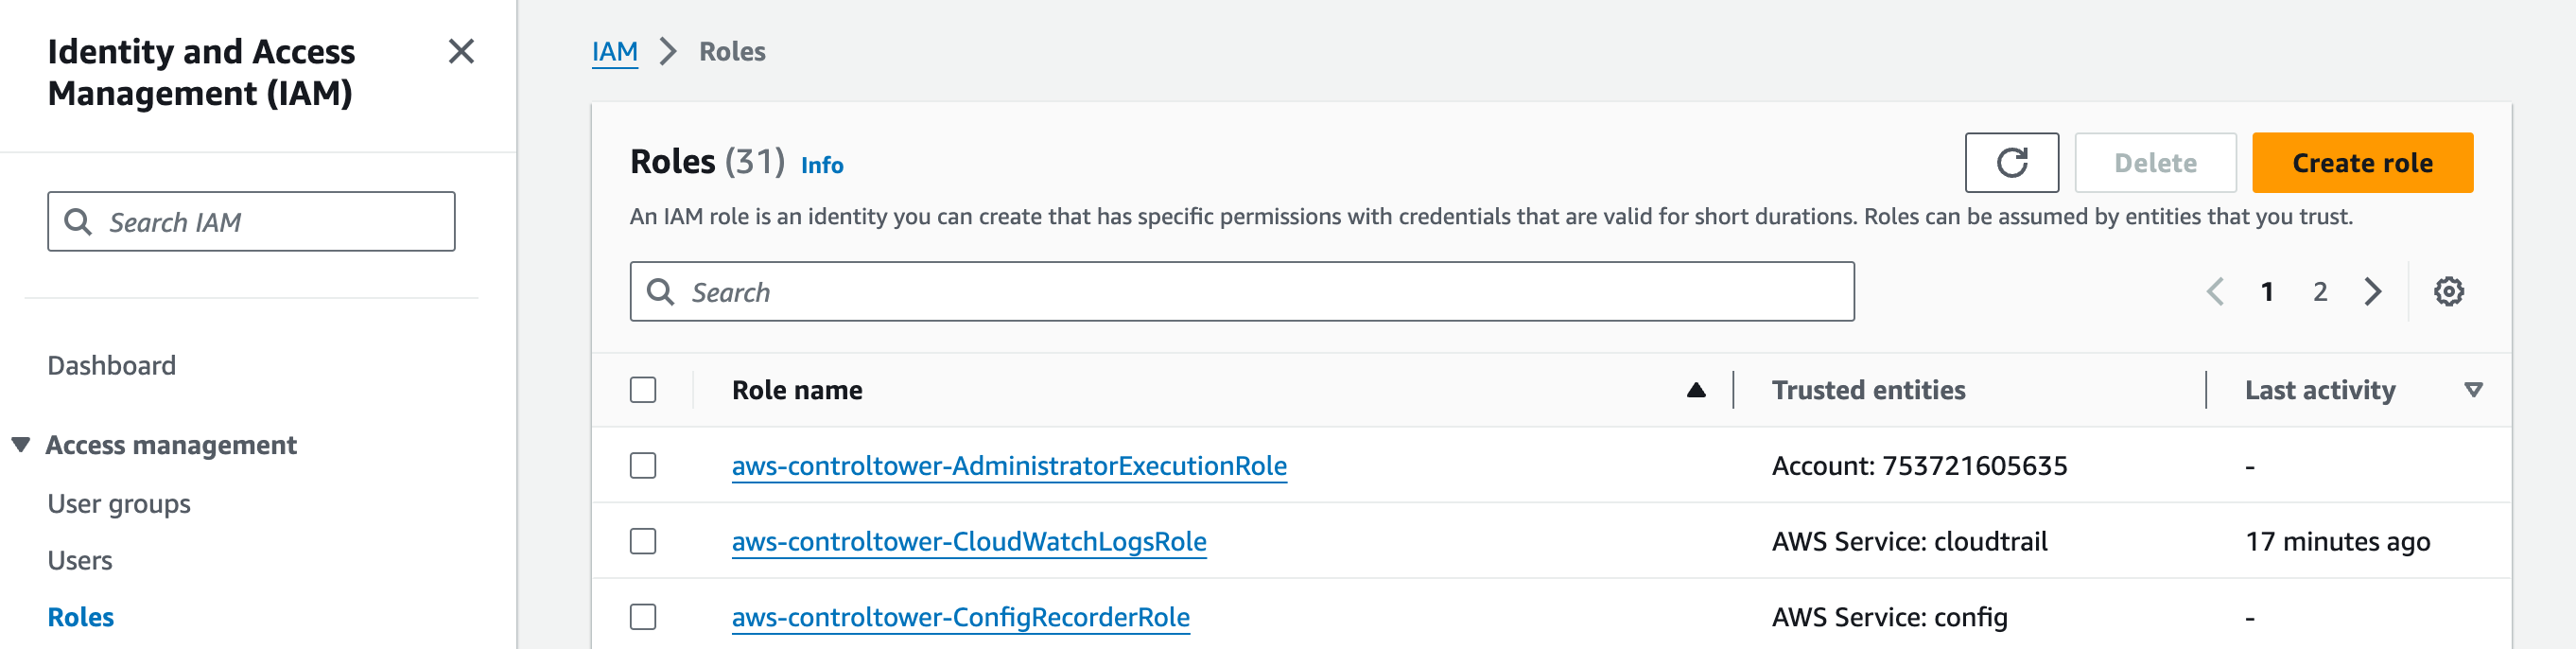 Identity and Access
Management (IAM)
Search IAM
Dashboard
Access management
User groups
Users
Roles
IAM > Roles
Roles (31) Info
Delete
Create role
An IAM role is an identity you can create that has specific permissions with credentials that are valid for short durations. Roles can be assumed by entities that you trust.
Search
1 2
Role name Trusted entities Last activity
aws-controltower-AdministratorExecutionRole Account: 753721605635 -
aws-controltower-CloudWatchLogsRole AWS Service: cloudtrail 17 minutes ago
aws-controltower-ConfigRecorderRole AWS Service: config -